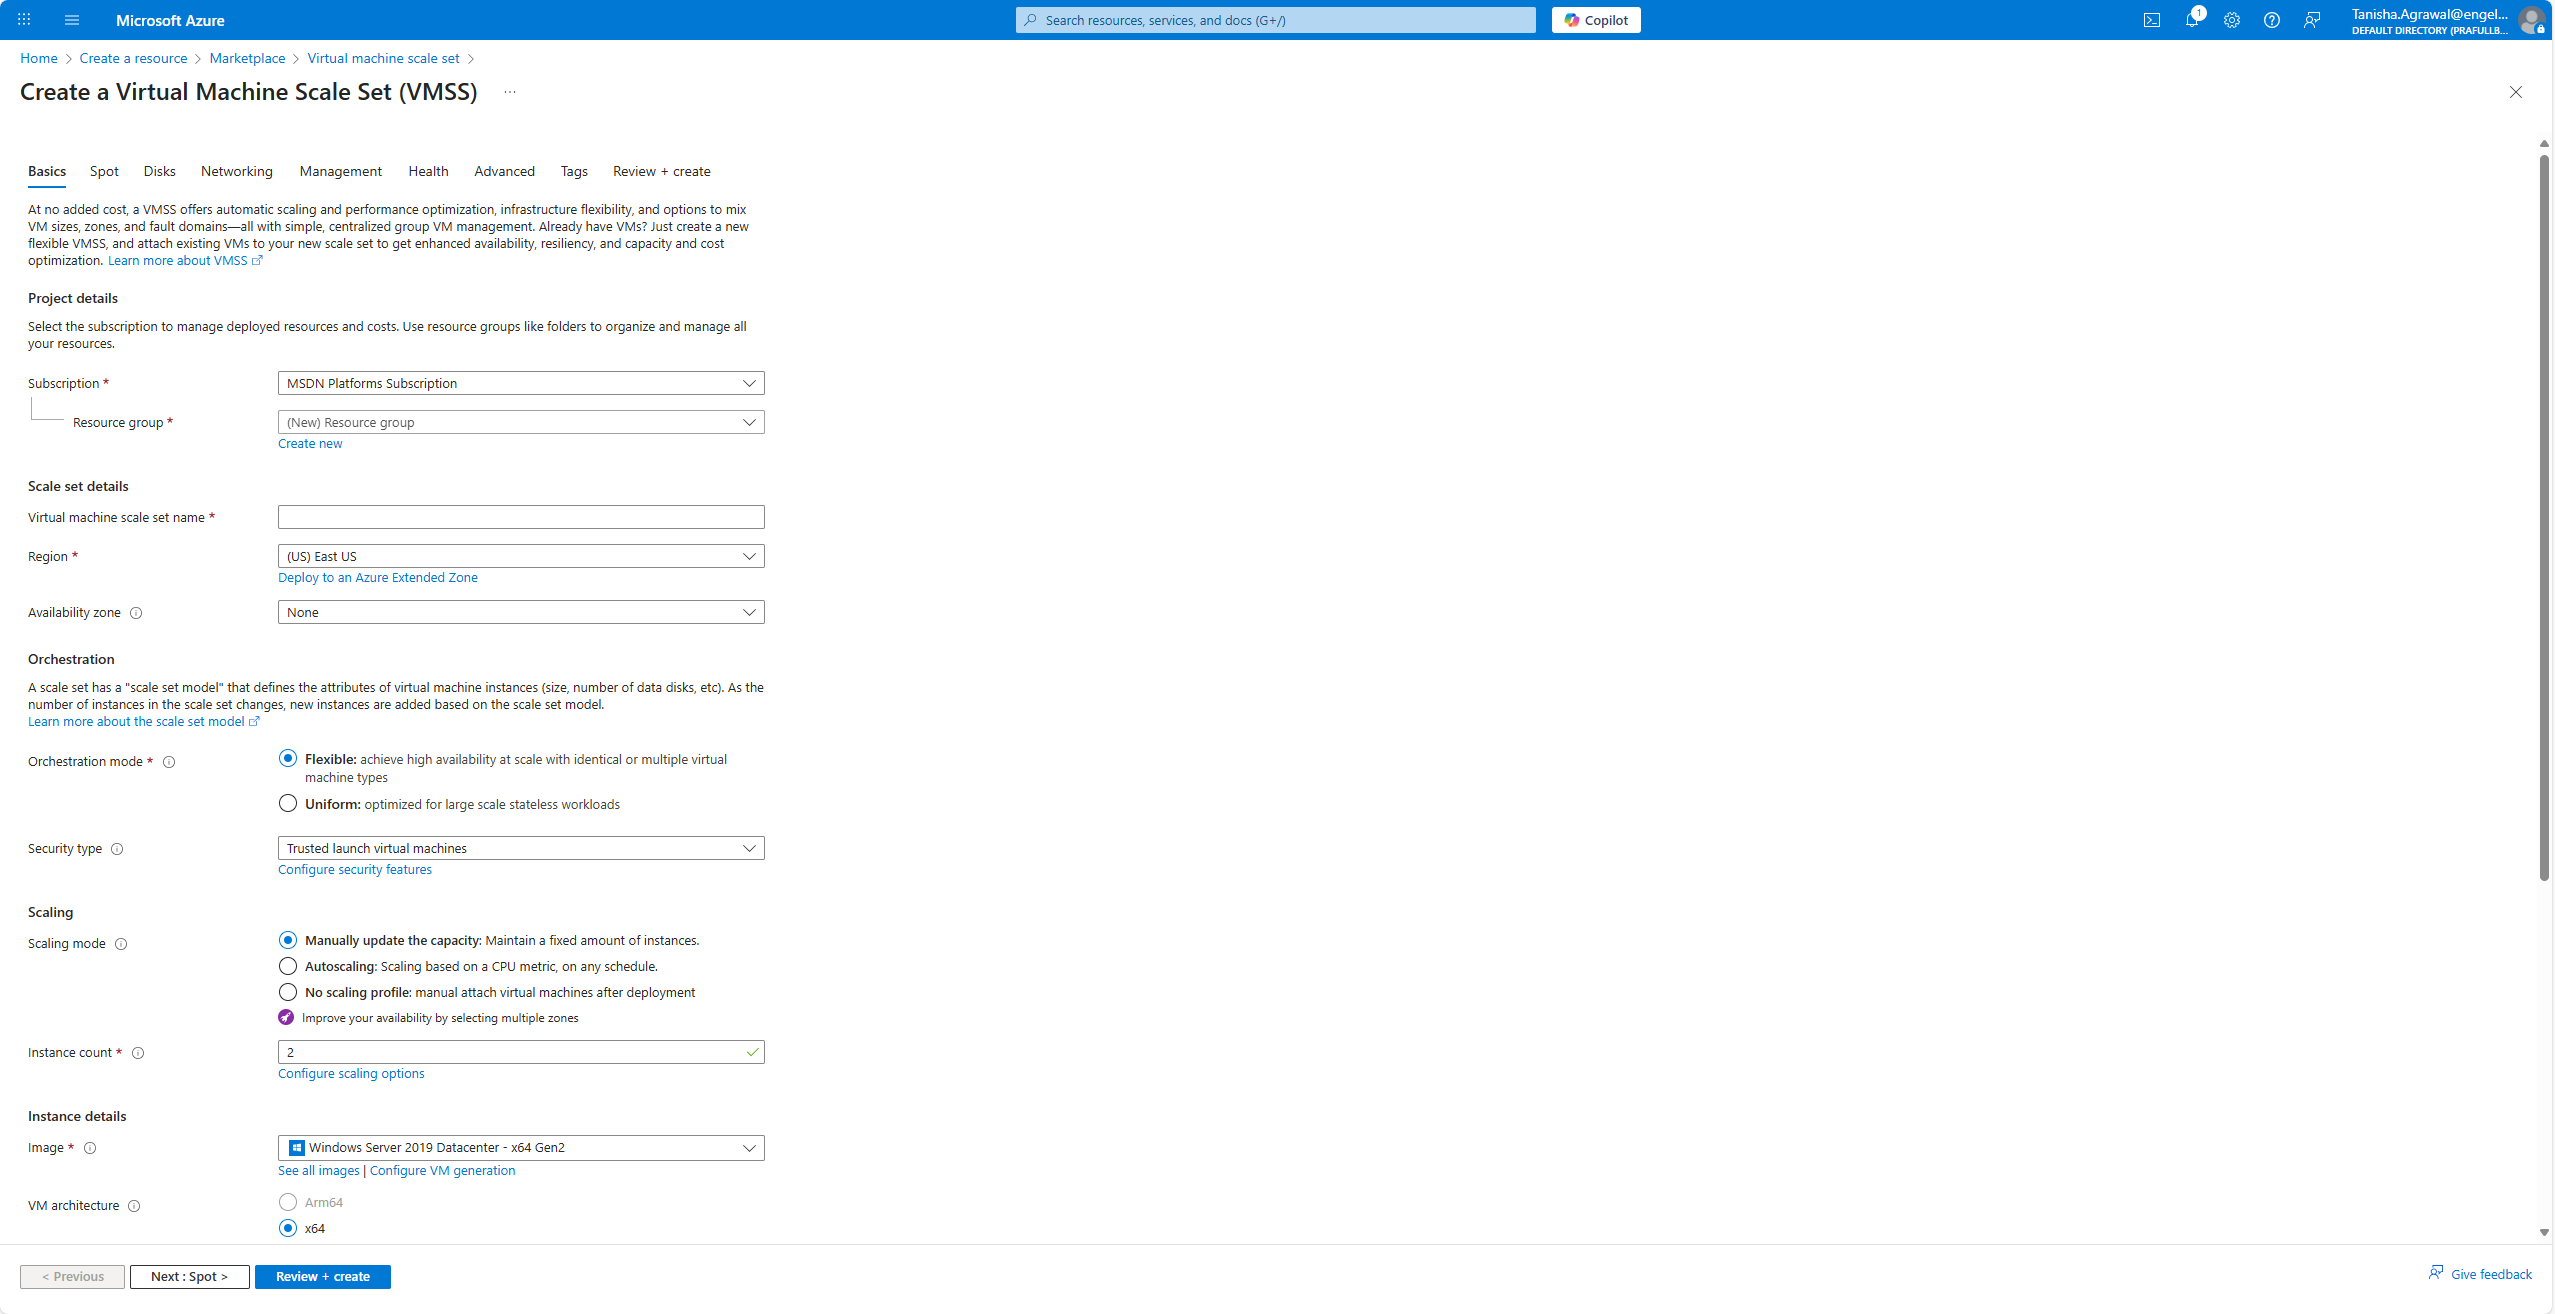 Microsoft Azure
Search resources, services, and docs (G+/)
Copilot
1
Tanisha.Agrawal@engel...
DEFAULT DIRECTORY (PRAFULLB...
Home > Create a resource > Marketplace > Virtual machine scale set >
Create a Virtual Machine Scale Set (VMSS) ...
Basics Spot Disks Networking Management Health Advanced Tags Review + create
At no added cost, a VMSS offers automatic scaling and performance optimization, infrastructure flexibility, and options to mix
VM sizes, zones, and fault domains—all with simple, centralized group VM management. Already have VMs? Just create a new
flexible VMSS, and attach existing VMs to your new scale set to get enhanced availability, resiliency, and capacity and cost
optimization. Learn more about VMSS
Project details
Select the subscription to manage deployed resources and costs. Use resource groups like folders to organize and manage all
your resources.
Subscription *
MSDN Platforms Subscription
Resource group *
(New) Resource group
Create new
Scale set details
Virtual machine scale set name *
Region *
(US) East US
Deploy to an Azure Extended Zone
Availability zone
None
Orchestration
A scale set has a "scale set model" that defines the attributes of virtual machine instances (size, number of data disks, etc). As the
number of instances in the scale set changes, new instances are added based on the scale set model.
Learn more about the scale set model
Orchestration mode *
Flexible: achieve high availability at scale with identical or multiple virtual
machine types
Uniform: optimized for large scale stateless workloads
Security type
Trusted launch virtual machines
Configure security features
Scaling
Scaling mode
Manually update the capacity: Maintain a fixed amount of instances.
Autoscaling: Scaling based on a CPU metric, on any schedule.
No scaling profile: manual attach virtual machines after deployment
Improve your availability by selecting multiple zones
Instance count *
2
Configure scaling options
Instance details
Image *
Windows Server 2019 Datacenter - x64 Gen2
See all images | Configure VM generation
VM architecture
Arm64
x64
< Previous
Next : Spot >
Review + create
Give feedback